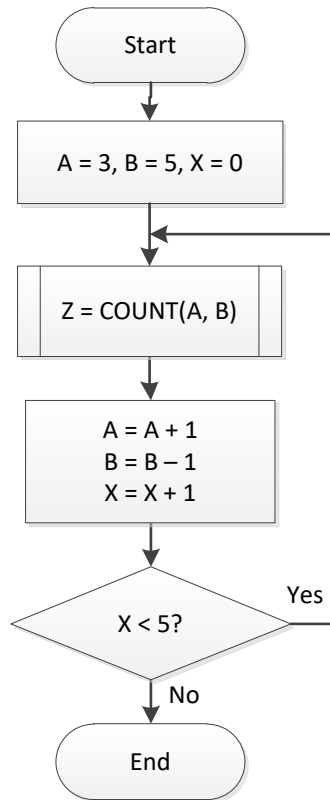 Start
A = 3, B = 5, X = 0
Z = COUNT(A, B)
A = A + 1
B = B – 1
X = X + 1
X < 5?
Yes
No
End